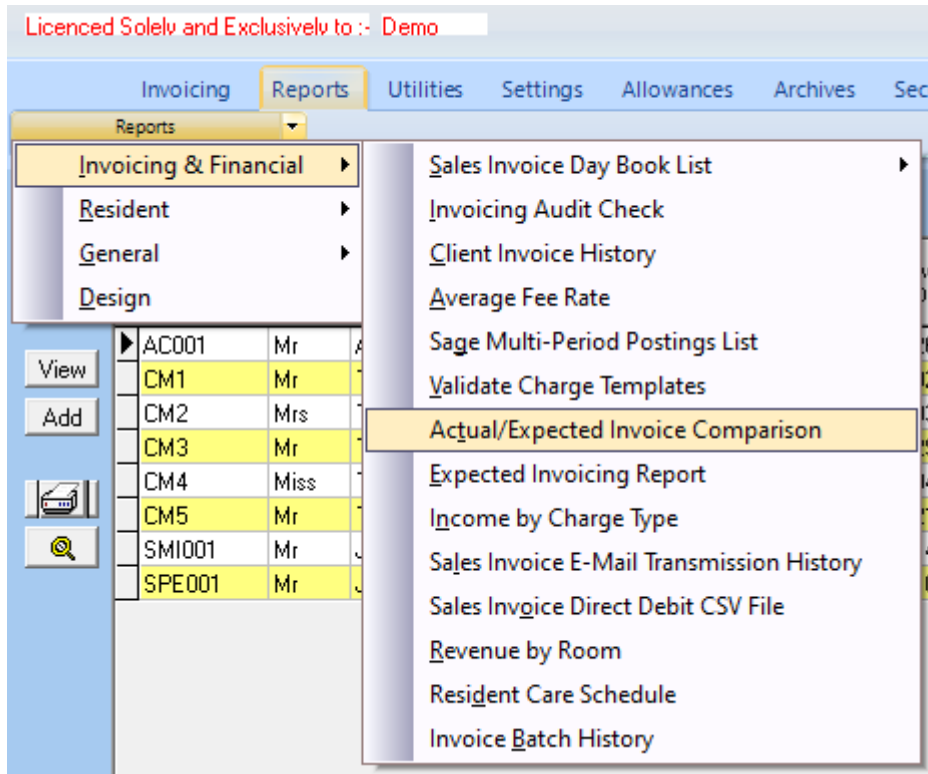 Licenced Solely and Exclusively to :- Demo
Invoicing Reports Utilities Settings Allowances Archives Sec
Reports
Invoicing & Financial
Resident
General
Design
Sales Invoice Day Book List
Invoicing Audit Check
Client Invoice History
Average Fee Rate
Sage Multi-Period Postings List
Validate Charge Templates
Actual/Expected Invoice Comparison
Expected Invoicing Report
Income by Charge Type
Sales Invoice E-Mail Transmission History
Sales Invoice Direct Debit CSV File
Revenue by Room
Resident Care Schedule
Invoice Batch History
View
Add
AC001 Mr
CM1 Mr
CM2 Mrs
CM3 Mr
CM4 Miss
CM5 Mr
SMI001 Mr
SPE001 Mr